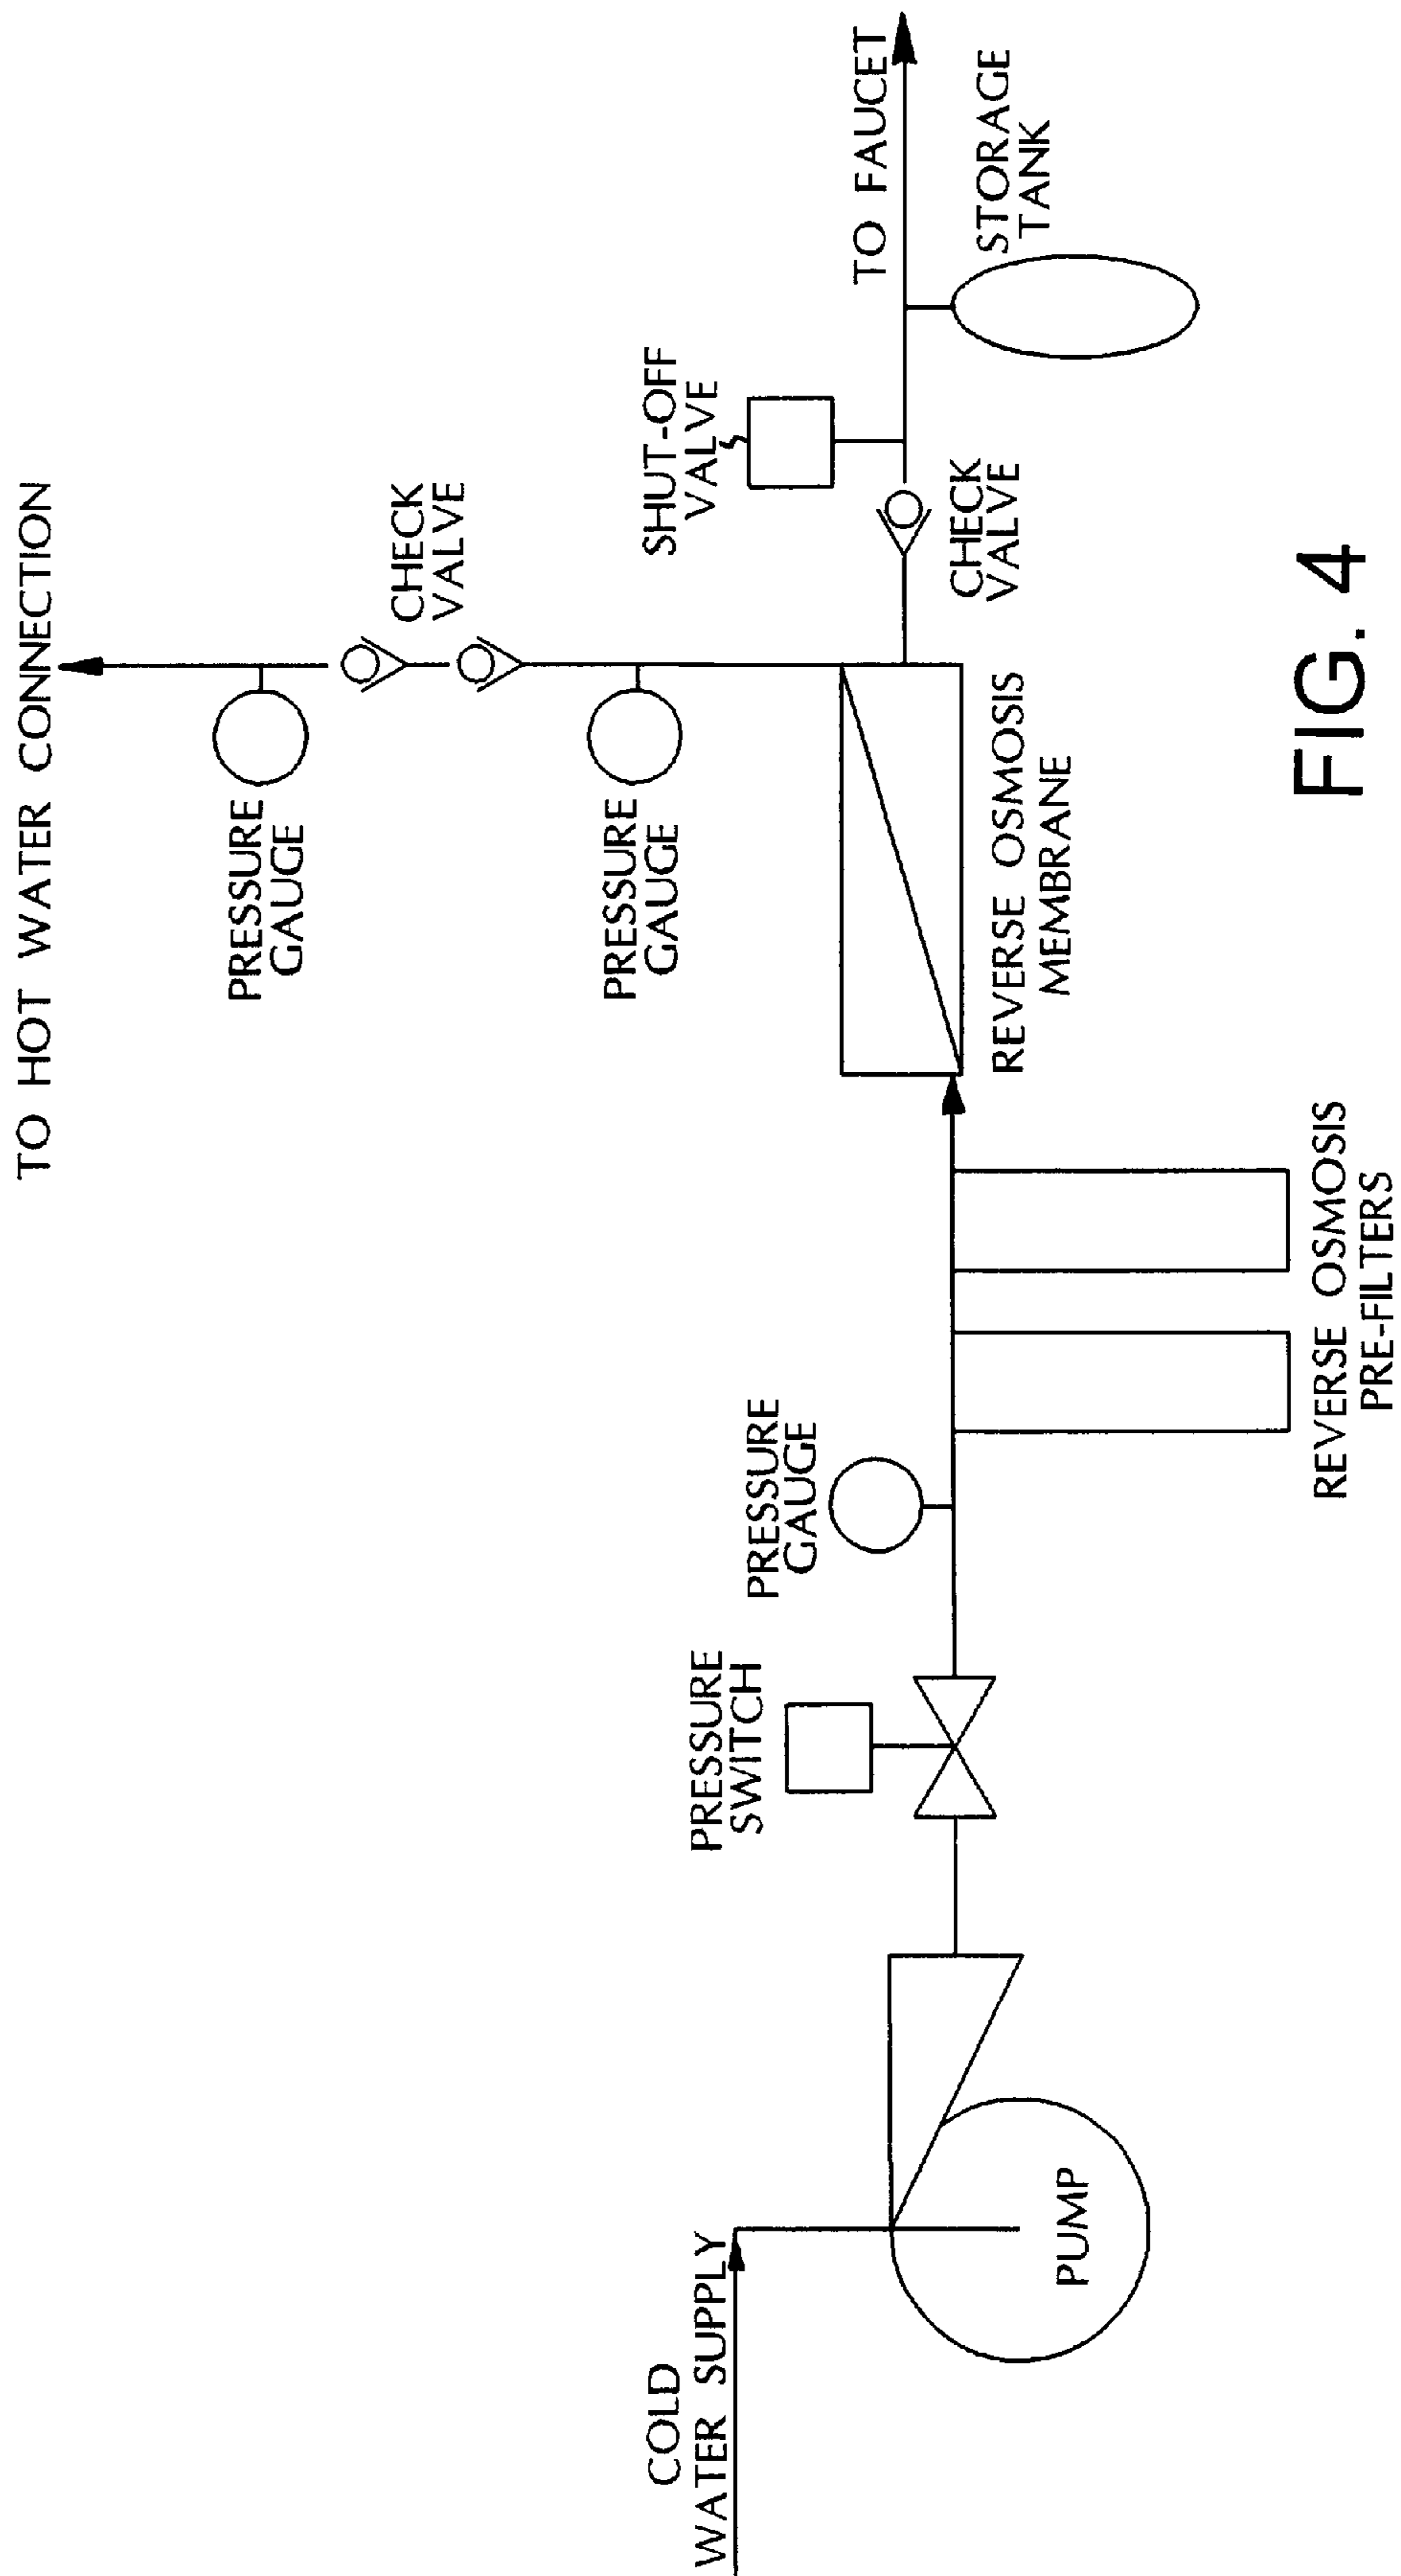 TO HOT WATER CONNECTION
PRESSURE
GAUGE
CHECK
VALVE
PRESSURE
GAUGE
SHUT-OFF
VALVE
TO FAUCET
STORAGE
TANK
CHECK
VALVE
REVERSE OSMOSIS
MEMBRANE
COLD
WATER SUPPLY
PUMP
PRESSURE
SWITCH
PRESSURE
GAUGE
REVERSE OSMOSIS
PRE-FILTERS
FIG. 4